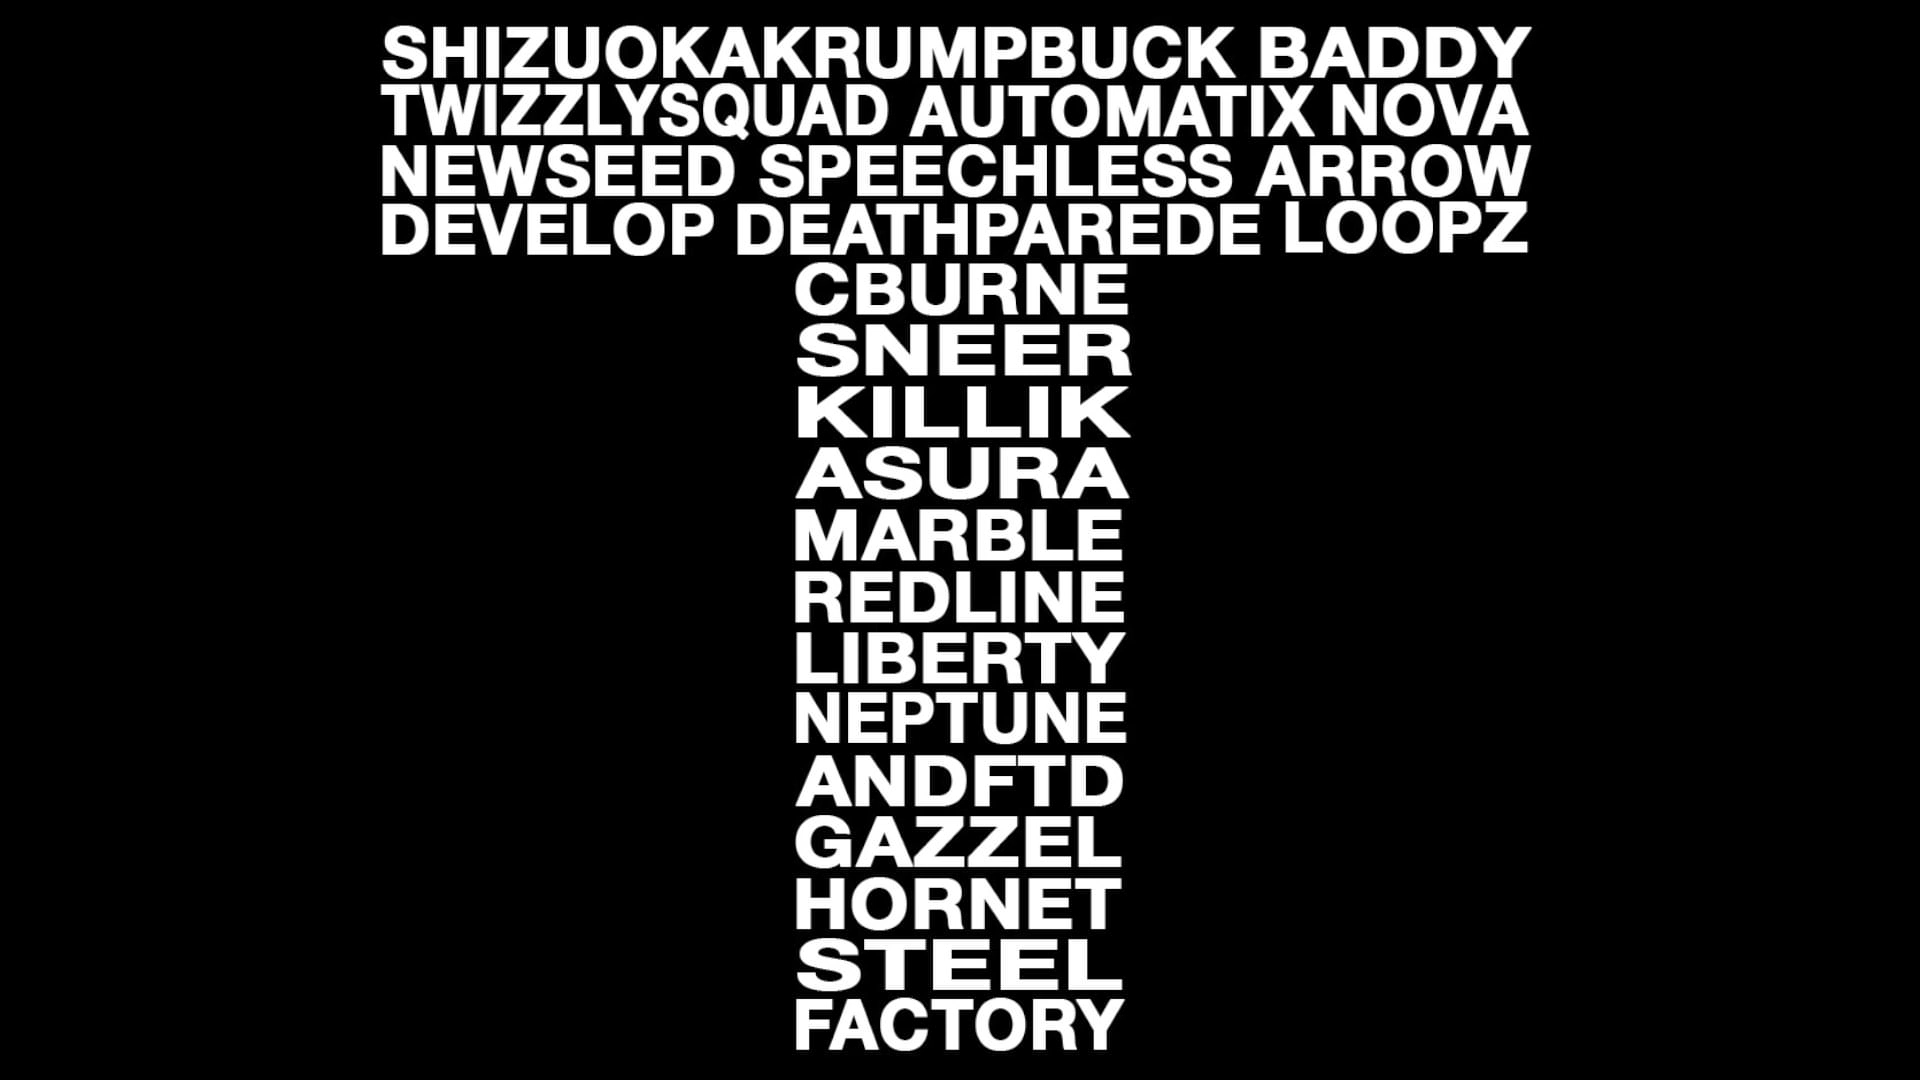 SHIZUOKAKRUMPBUCK BADDY
TWIZZLYSQUAD AUTOMATIX NOVA
NEWSEED SPEECHLESS ARROW
DEVELOP DEATHPAREDE LOOPZ
CBURNE
SNEER
KILLIK
ASURA
MARBLE
REDLINE
LIBERTY
NEPTUNE
ANDFTD
GAZZEL
HORNET
STEEL
FACTORY